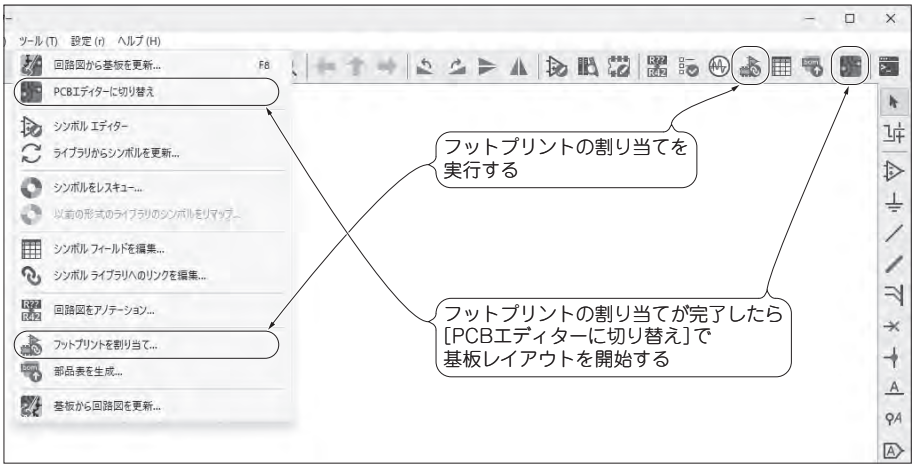 ツール(T) 設定(r) ヘルプ(H)
回路図から基板を更新... F8
PCBエディターに切り替え
シンボル エディター
ライブラリからシンボルを更新...
シンボルをレスキュー...
以前の形式のライブラリのシンボルをリマップ...
シンボル フィールドを編集...
シンボル ライブラリへのリンクを編集...
回路図をアノテーション...
フットプリントを割り当て...
部品表を生成...
基板から回路図を更新...
R??
R42
BOM
R??
R42
BOM
フットプリントの割り当てを
実行する
フットプリントの割り当てが完了したら
[PCBエディターに切り替え]で
基板レイアウトを開始する
A
A
A